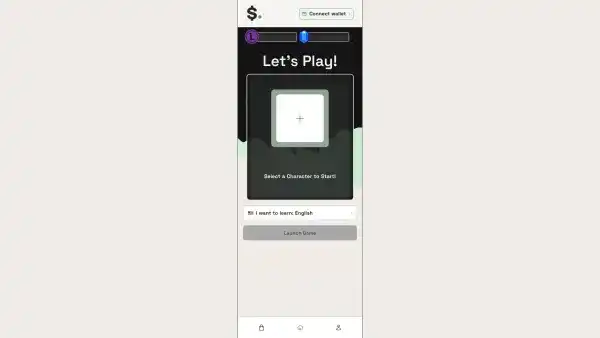 $.
Connect wallet
L
Let's Play!
Select a Character to Start!
I want to learn: English
Launch Game